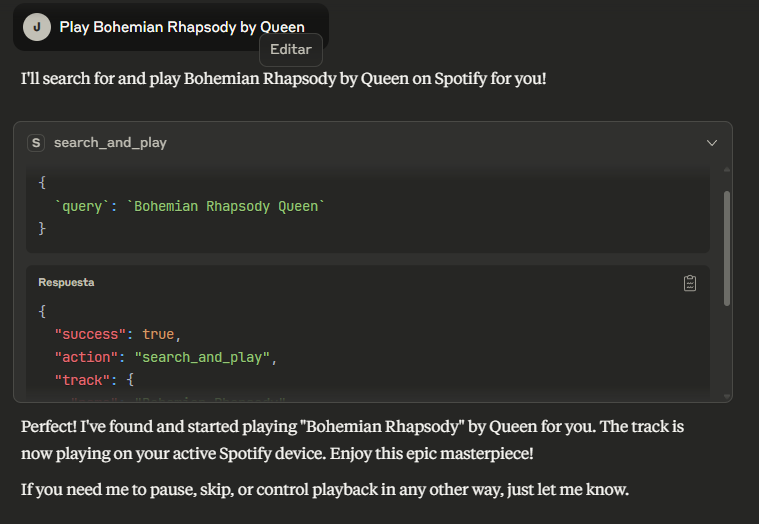 J Play Bohemian Rhapsody by Queen
Editar
I'll search for and play Bohemian Rhapsody by Queen on Spotify for you!
S search_and_play
{
`query`: `Bohemian Rhapsody Queen`
}
Respuesta
{
"success": true,
"action": "search_and_play",
"track": {
Perfect! I've found and started playing "Bohemian Rhapsody" by Queen for you. The track is
now playing on your active Spotify device. Enjoy this epic masterpiece!
If you need me to pause, skip, or control playback in any other way, just let me know.